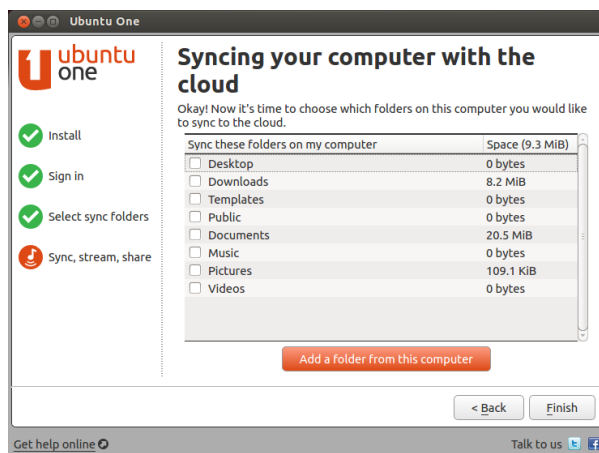 Ubuntu One
ubuntu
one
Install
Sign in
Select sync folders
Sync, stream, share
Syncing your computer with the
cloud
Okay! Now it's time to choose which folders on this computer you would like
to sync to the cloud.
Sync these folders on my computer Space (9.3 MiB)
Desktop 0 bytes
Downloads 8.2 MiB
Templates 0 bytes
Public 0 bytes
Documents 20.5 MiB
Music 0 bytes
Pictures 109.1 KiB
Videos 0 bytes
Add a folder from this computer
< Back Finish
Get help online Talk to us